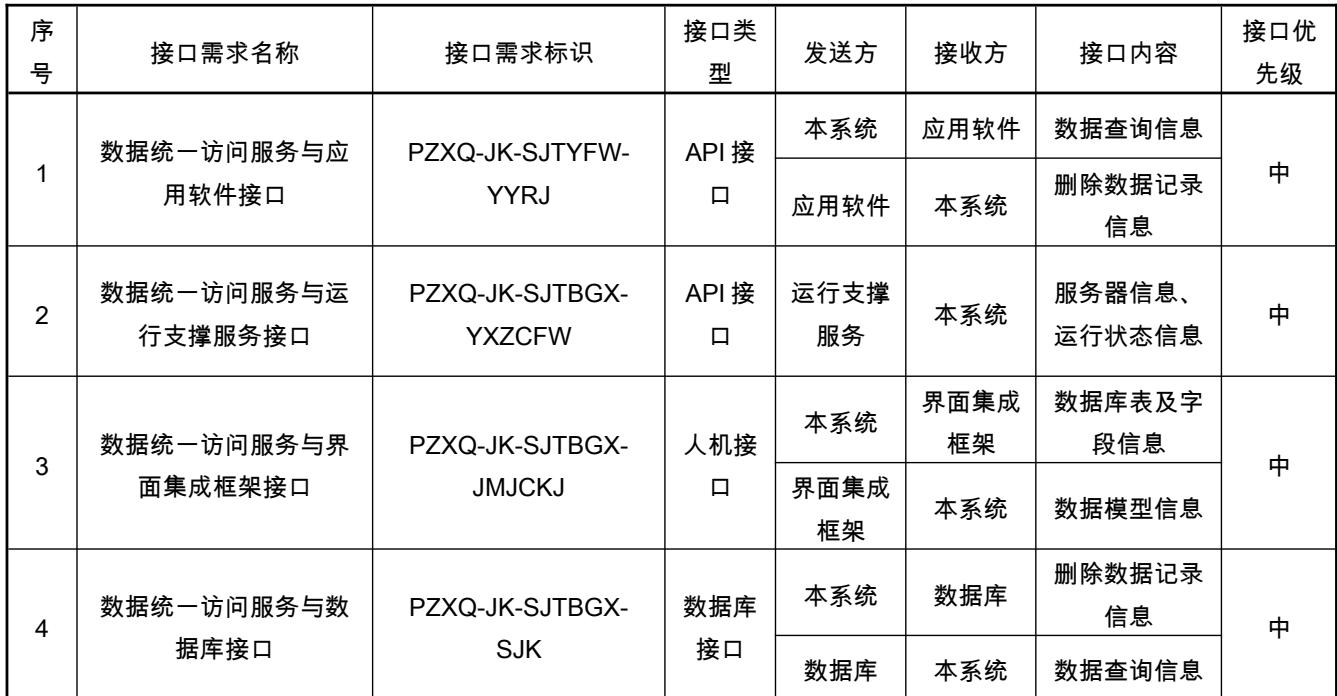 序号 接口需求名称 接口需求标识 接口类型 发送方 接收方 接口内容 接口优先级
1 数据统一访问服务与应用软件接口 PZXQ-JK-SJTYFW-YYRJ API 接口 本系统 应用软件 数据查询信息 中
应用软件 本系统 删除数据记录信息
2 数据统一访问服务与运行支撑服务接口 PZXQ-JK-SJTBGX-YXZCFW API 接口 运行支撑服务 本系统 服务器信息、运行状态信息 中
3 数据统一访问服务与界面集成框架接口 PZXQ-JK-SJTBGX-JMJCKJ 人机接口 本系统 界面集成框架 数据库表及字段信息 中
界面集成框架 本系统 数据模型信息
4 数据统一访问服务与数据库接口 PZXQ-JK-SJTBGX-SJK 数据库接口 本系统 数据库 删除数据记录信息 中
数据库 本系统 数据查询信息